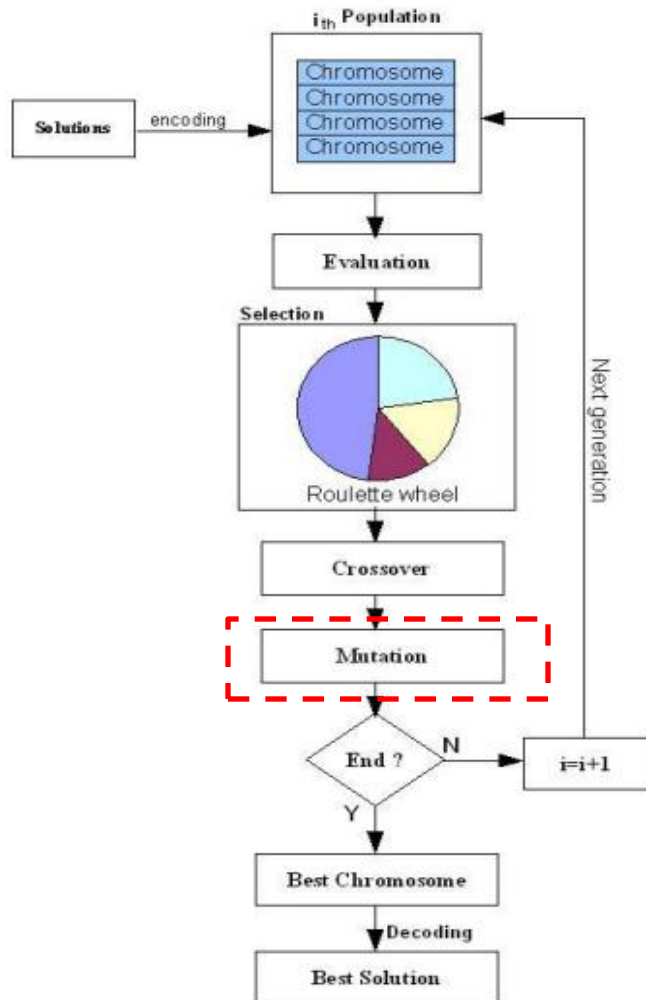 i th Population
Chromosome
Chromosome
Chromosome
Chromosome
Solutions
encoding
Evaluation
Selection
Roulette wheel
Next generation
Crossover
Mutation
End ?
N
i=i+1
Y
Best Chromosome
Decoding
Best Solution